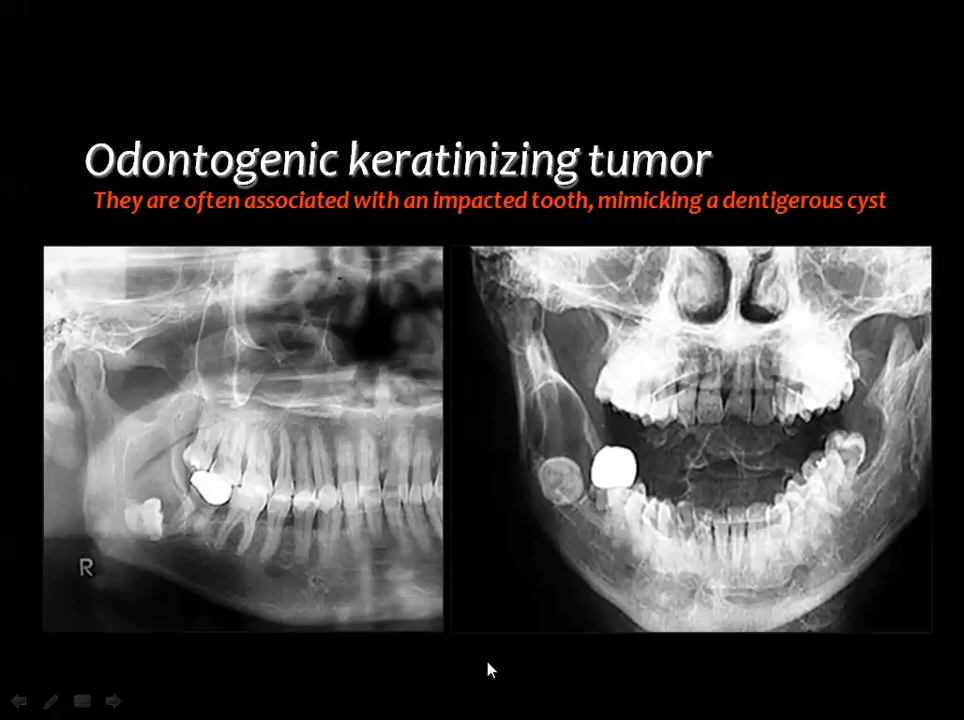 Odontogenic keratinizing tumor
They are often associated with an impacted tooth, mimicking a dentigerous cyst
R